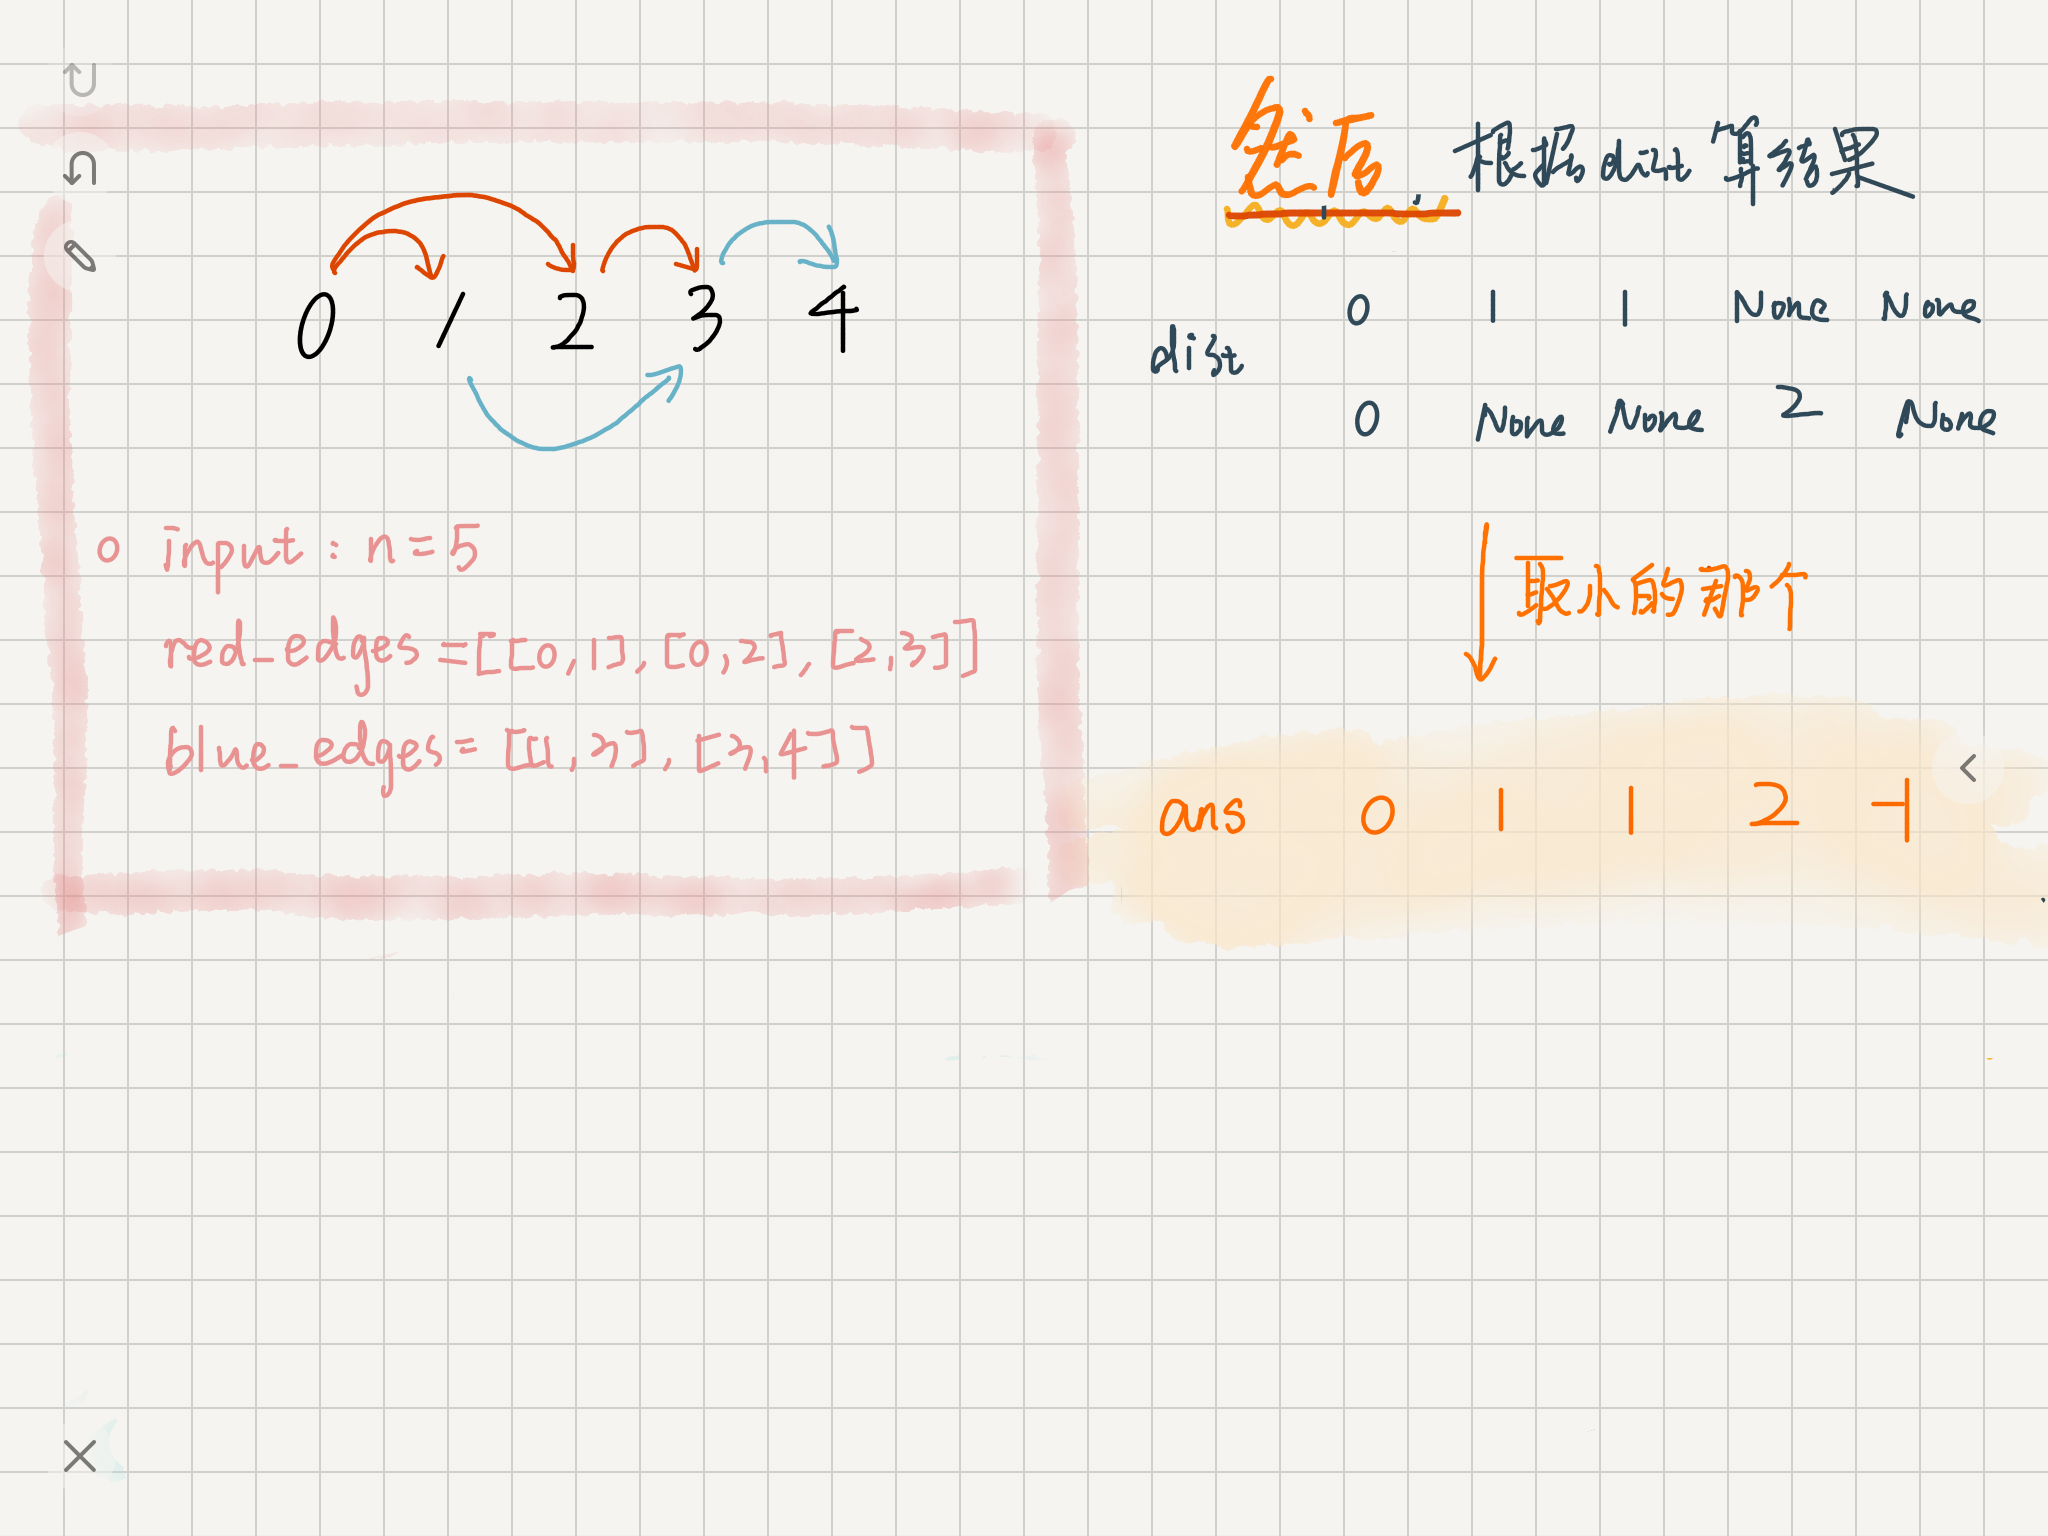 0 1 2 3 4
input : n = 5
red_edges = [[0,1], [0,2], [2,3]]
blue_edges = [[1,3], [3,4]]
然后, 根据dist 算结果
0 1 1 None None
dist
0 None None 2 None
取小的那个
ans 0 1 1 2 -1